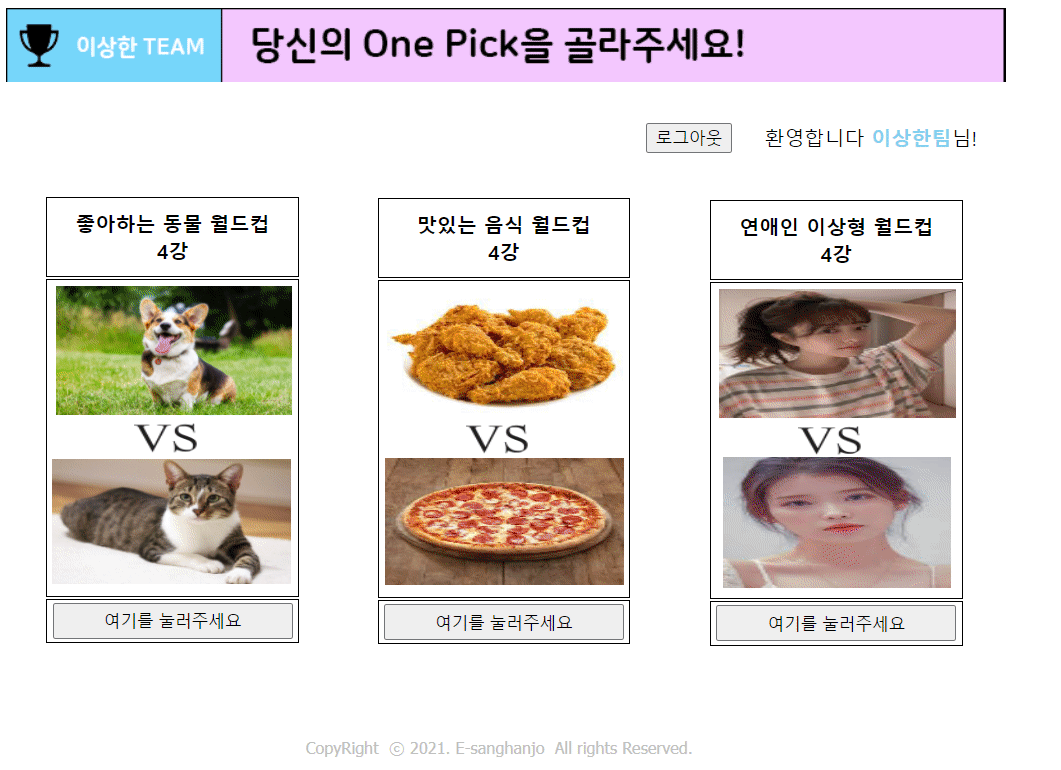 이상한 TEAM
당신의 One Pick을 골라주세요!
로그아웃
환영합니다 이상한팀님!
좋아하는 동물 월드컵
4강
VS
여기를 눌러주세요
맛있는 음식 월드컵
4강
VS
여기를 눌러주세요
연애인 이상형 월드컵
4강
VS
여기를 눌러주세요
CopyRight ⓒ 2021. E-sanghanjo All rights Reserved.